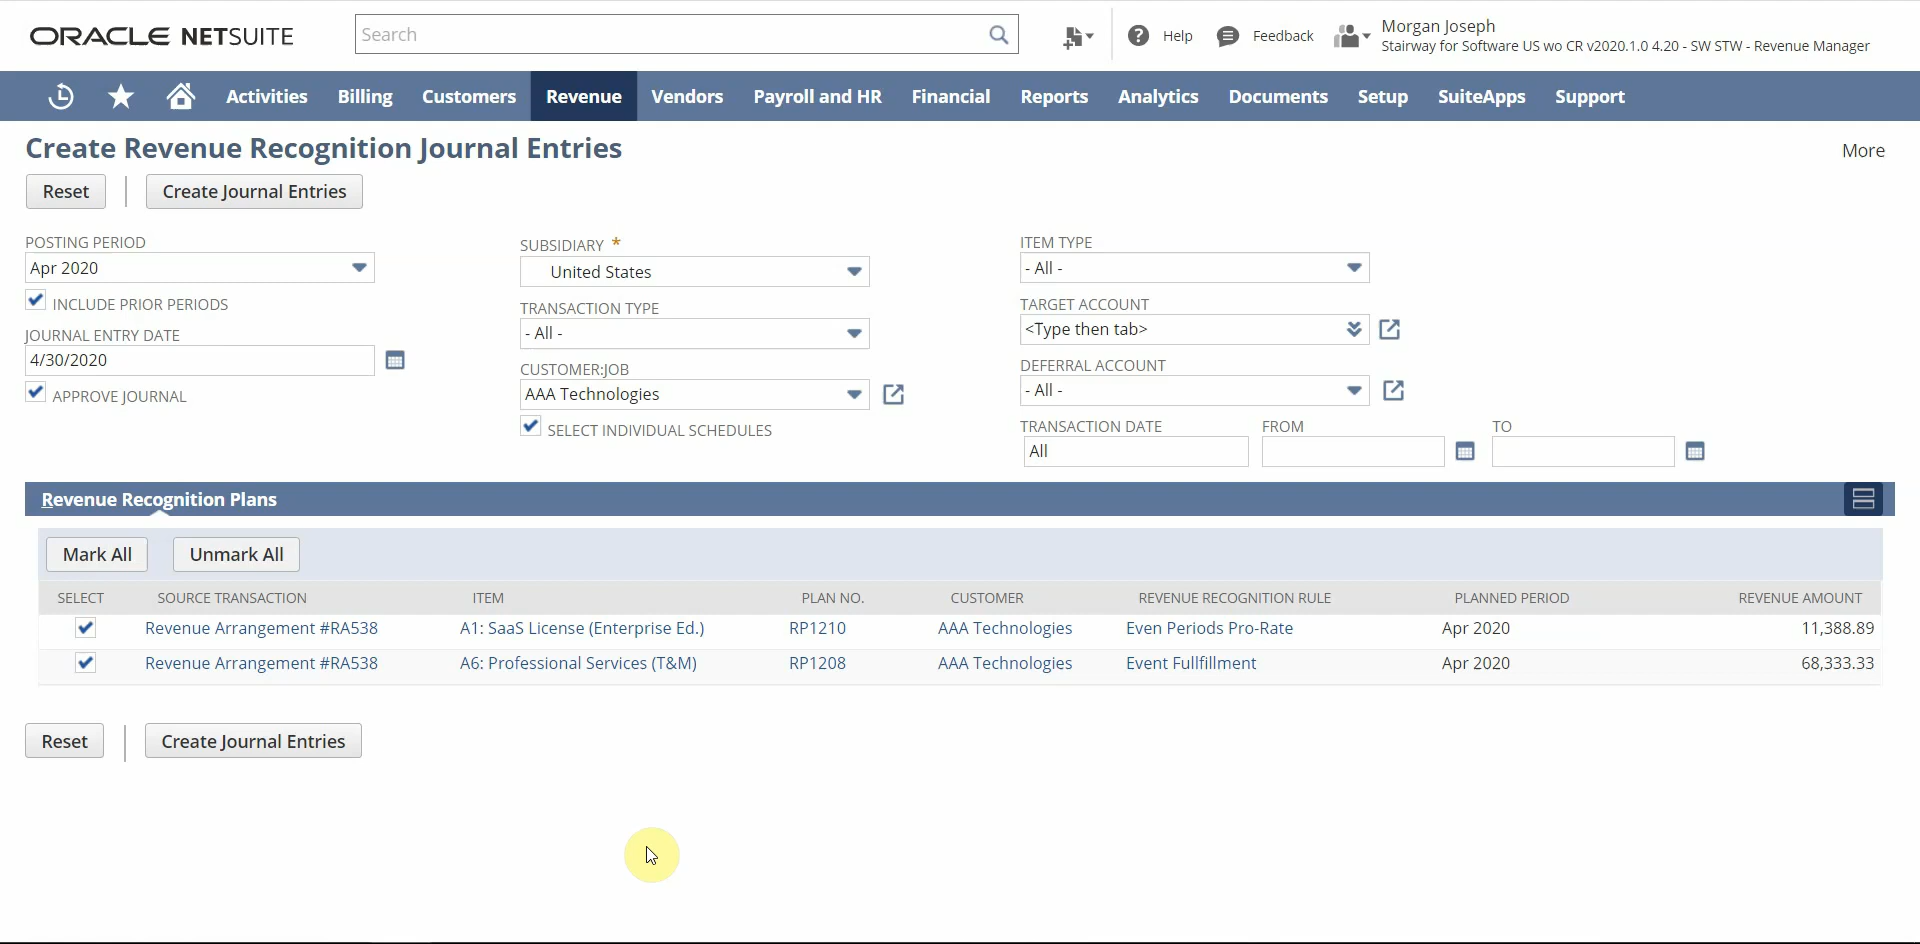 ORACLE NETSUITE
Search
Help
Feedback
Morgan Joseph
Stairway for Software US wo CR v2020.1.0 4.20 - SW STW - Revenue Manager
Activities Billing Customers Revenue Vendors Payroll and HR Financial Reports Analytics Documents Setup SuiteApps Support
Create Revenue Recognition Journal Entries
More
Reset
Create Journal Entries
POSTING PERIOD
Apr 2020
INCLUDE PRIOR PERIODS
JOURNAL ENTRY DATE
4/30/2020
APPROVE JOURNAL
SUBSIDIARY *
United States
TRANSACTION TYPE
- All -
CUSTOMER:JOB
AAA Technologies
SELECT INDIVIDUAL SCHEDULES
ITEM TYPE
- All -
TARGET ACCOUNT
<Type then tab>
DEFERRAL ACCOUNT
- All -
TRANSACTION DATE FROM TO
All
Revenue Recognition Plans
Mark All Unmark All
SELECT SOURCE TRANSACTION ITEM PLAN NO. CUSTOMER REVENUE RECOGNITION RULE PLANNED PERIOD REVENUE AMOUNT
Revenue Arrangement #RA538 A1: SaaS License (Enterprise Ed.) RP1210 AAA Technologies Even Periods Pro-Rate Apr 2020 11,388.89
Revenue Arrangement #RA538 A6: Professional Services (T&M) RP1208 AAA Technologies Event Fullfillment Apr 2020 68,333.33
Reset
Create Journal Entries